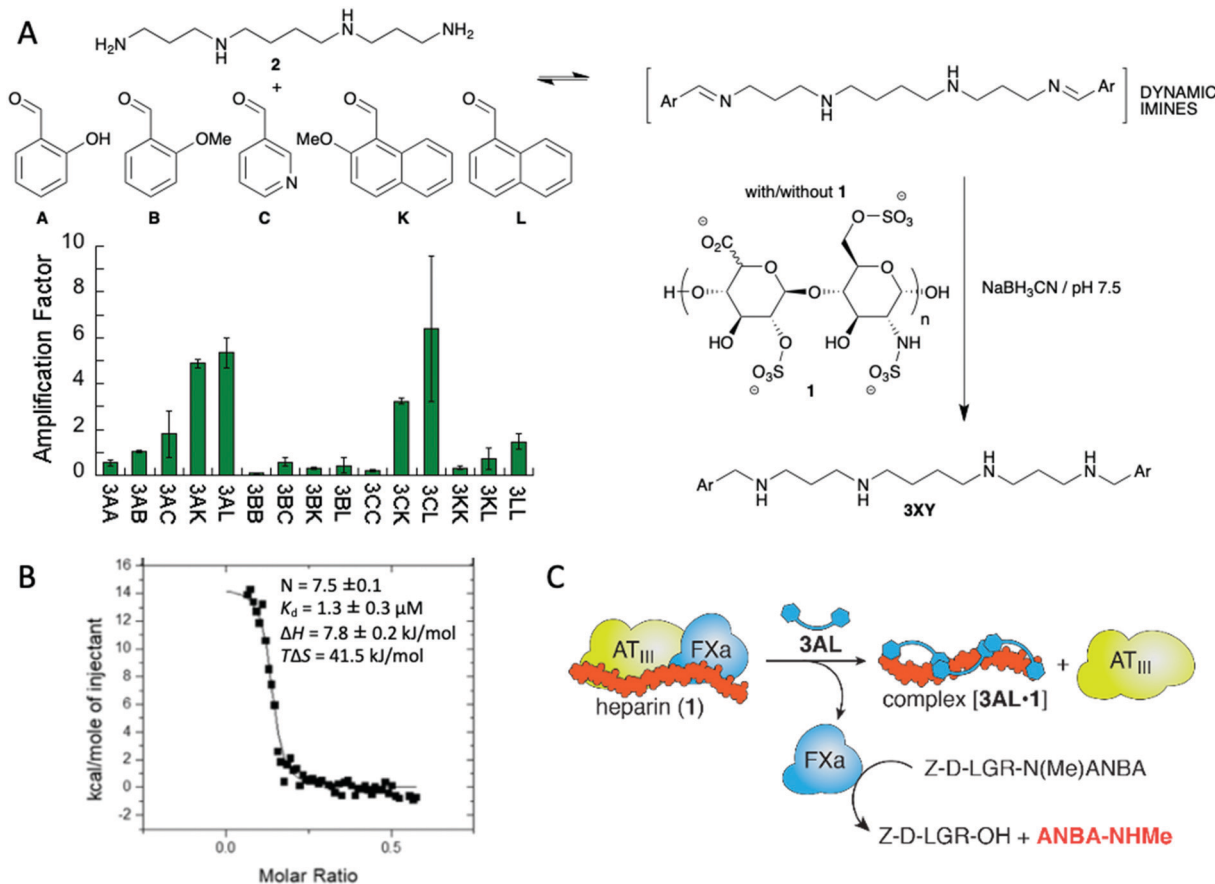 A
H₂N
H
N
N
H
NH₂
2
+
O
OH
A
O
OMe
B
O
N
C
O
MeO
K
O
L
Ar
N
N
H
H
N
N
Ar
DYNAMIC
IMINES
with/without 1
⊖
O–SO₃
⊖
O₂C
O
O
(
H
O
O
)
OH
n
HO
O
HO
NH
O₃S
O₃S
⊖
⊖
1
NaBH₃CN / pH 7.5
Ar
N
H
H
N
N
H
H
N
Ar
3XY
Amplification Factor
10
8
6
4
2
0
3AA
3AB
3AC
3AK
3AL
3BB
3BC
3BK
3BL
3CC
3CK
3CL
3KK
3KL
3LL
B
kcal/mole of injectant
16
14
12
10
8
6
4
2
0
-2
N = 7.5 ±0.1
Kd = 1.3 ± 0.3 µM
ΔH = 7.8 ± 0.2 kJ/mol
TΔS = 41.5 kJ/mol
0.0
0.5
Molar Ratio
C
ATIII
FXa
heparin (1)
3AL
complex [3AL•1]
+
ATIII
FXa
Z-D-LGR-N(Me)ANBA
Z-D-LGR-OH + ANBA-NHMe